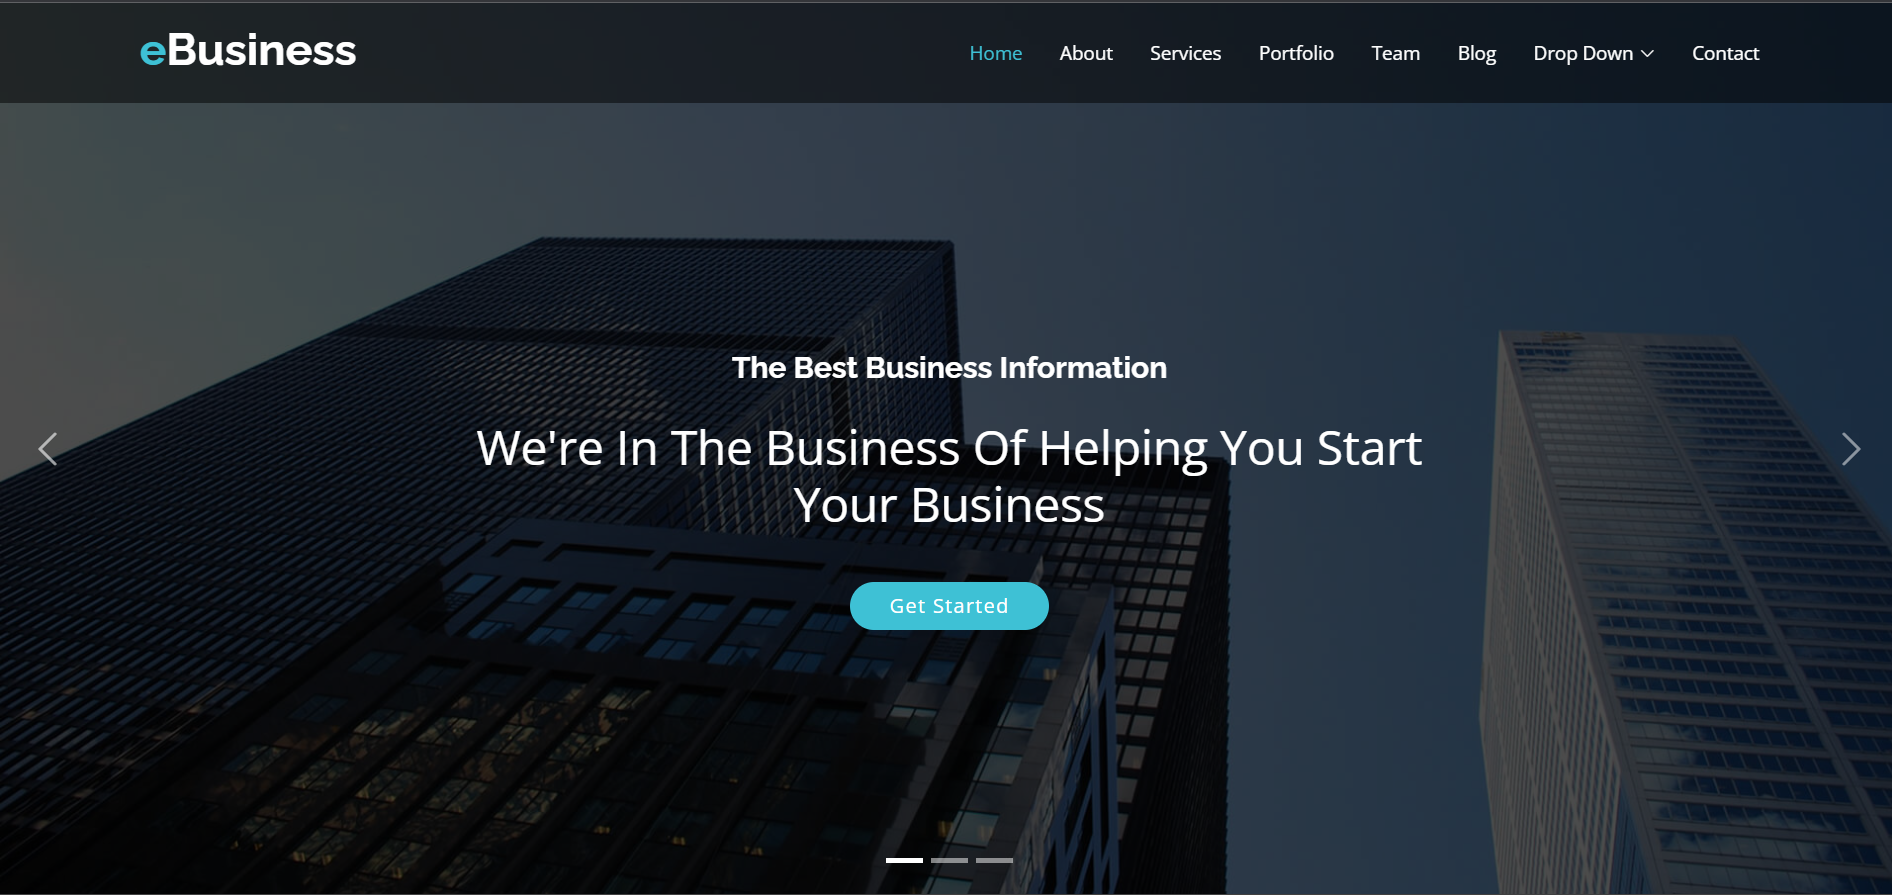 eBusiness
Home About Services Portfolio Team Blog Drop Down Contact
The Best Business Information
We're In The Business Of Helping You Start
Your Business
Get Started